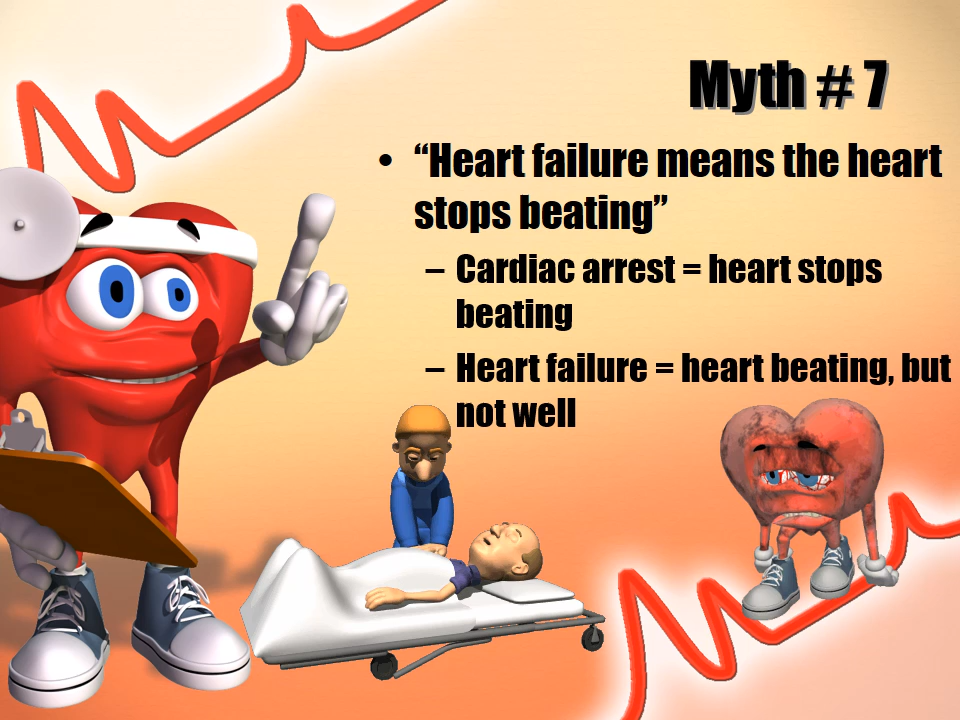 Myth # 7
• “Heart failure means the heart
stops beating”
– Cardiac arrest = heart stops
beating
– Heart failure = heart beating, but
not well